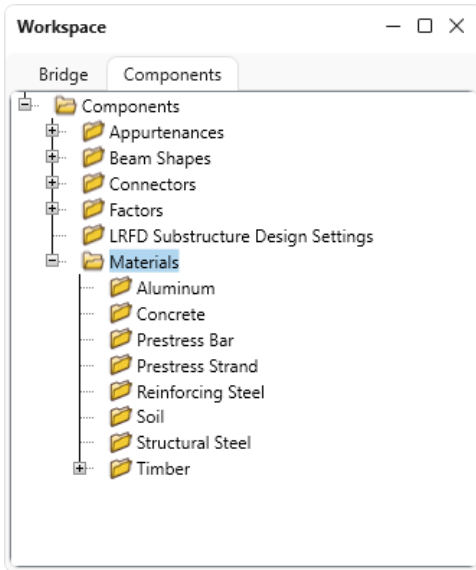 Workspace
Bridge Components
Components
Appurtenances
Beam Shapes
Connectors
Factors
LRFD Substructure Design Settings
Materials
Aluminum
Concrete
Prestress Bar
Prestress Strand
Reinforcing Steel
Soil
Structural Steel
Timber